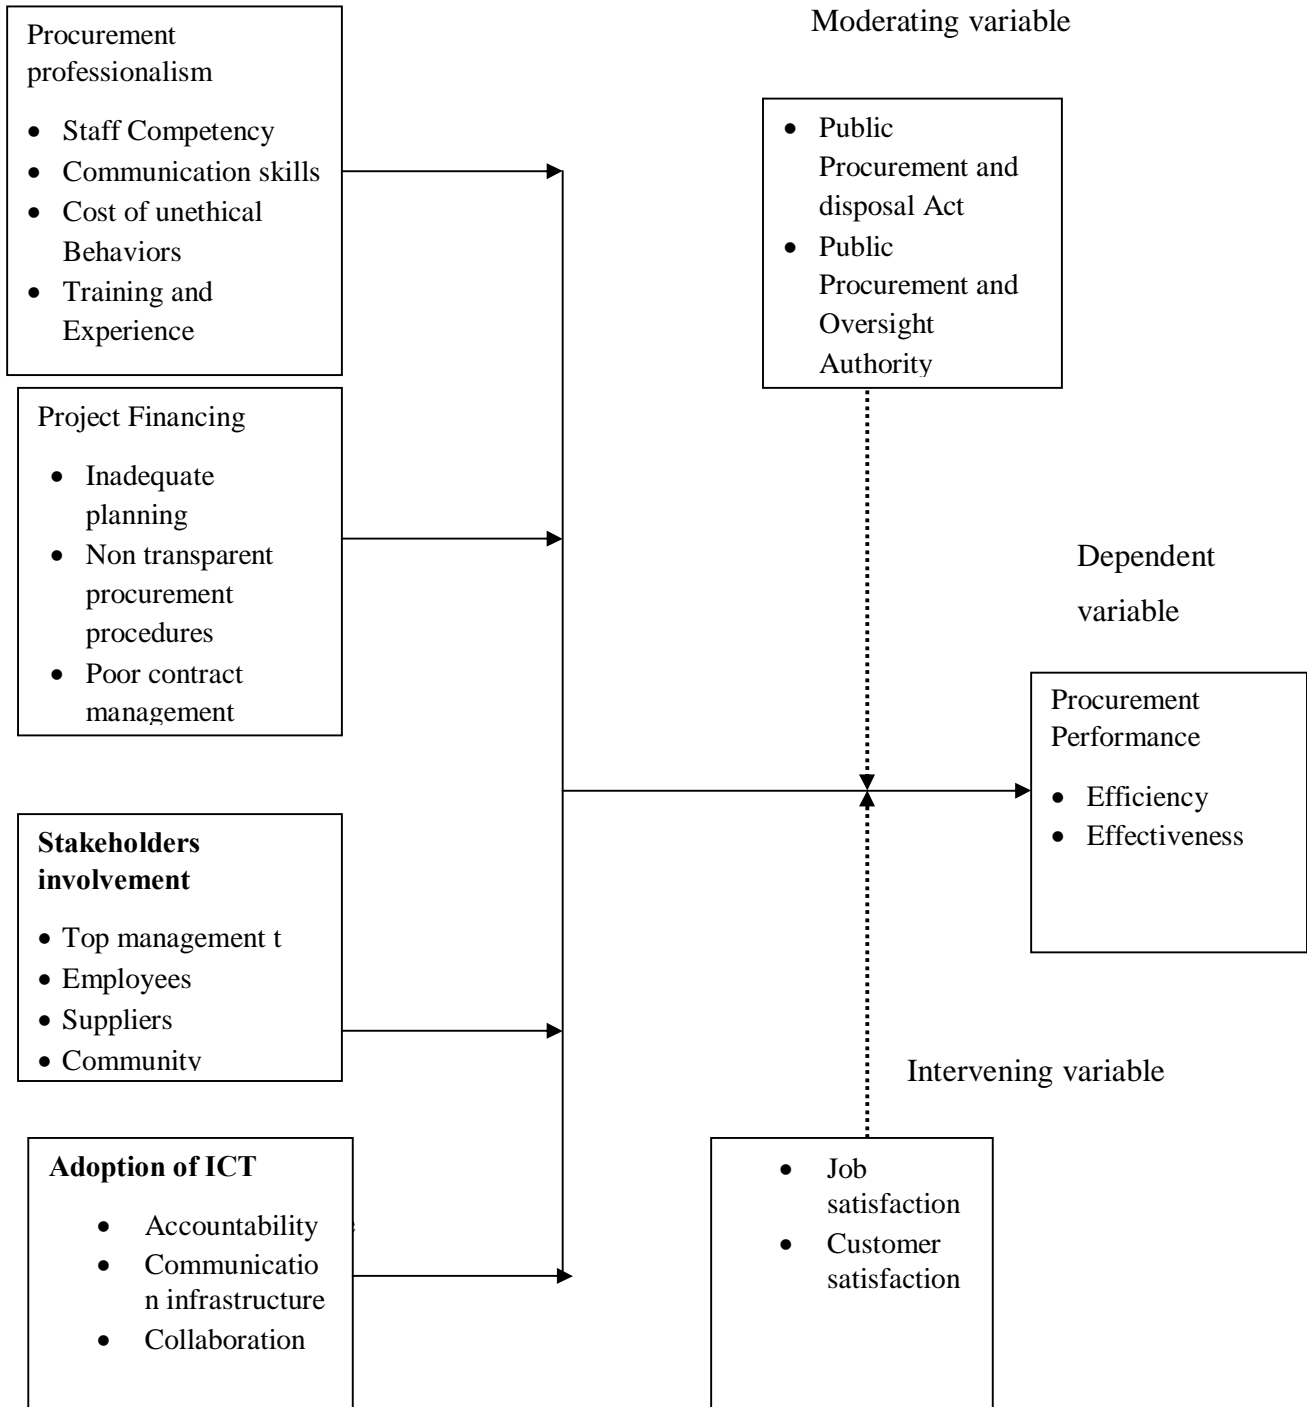 Procurement
professionalism
• Staff Competency
• Communication skills
• Cost of unethical
Behaviors
• Training and
Experience
Project Financing
• Inadequate
planning
• Non transparent
procurement
procedures
• Poor contract
management
Stakeholders
involvement
• Top management t
• Employees
• Suppliers
• Community
Adoption of ICT
• Accountability
• Communicatio
n infrastructure
• Collaboration
Moderating variable
• Public
Procurement and
disposal Act
• Public
Procurement and
Oversight
Authority
Dependent
variable
Procurement
Performance
• Efficiency
• Effectiveness
Intervening variable
• Job
satisfaction
• Customer
satisfaction